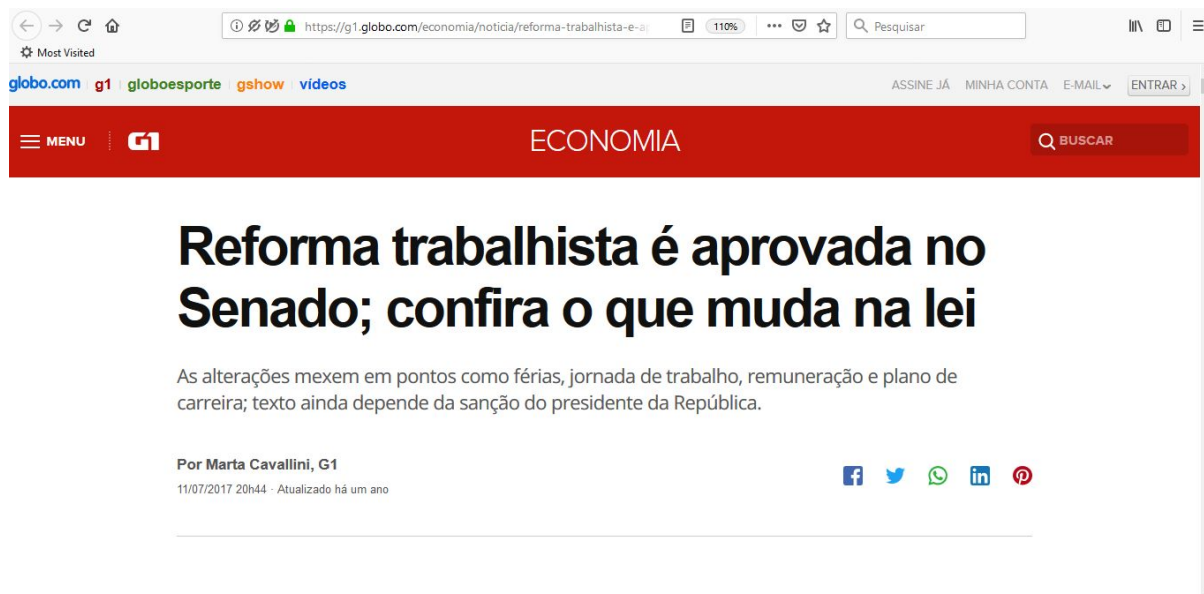 https://g1.globo.com/economia/noticia/reforma-trabalhista-e-a 110% Pesquisar
Most Visited
globo.com g1 globoesporte gshow vídeos ASSINE JÁ MINHA CONTA E-MAIL ENTRAR
MENU G1 ECONOMIA BUSCAR
Reforma trabalhista é aprovada no
Senado; confira o que muda na lei
As alterações mexem em pontos como férias, jornada de trabalho, remuneração e plano de
carreira; texto ainda depende da sanção do presidente da República.
Por Marta Cavallini, G1
11/07/2017 20h44 · Atualizado há um ano